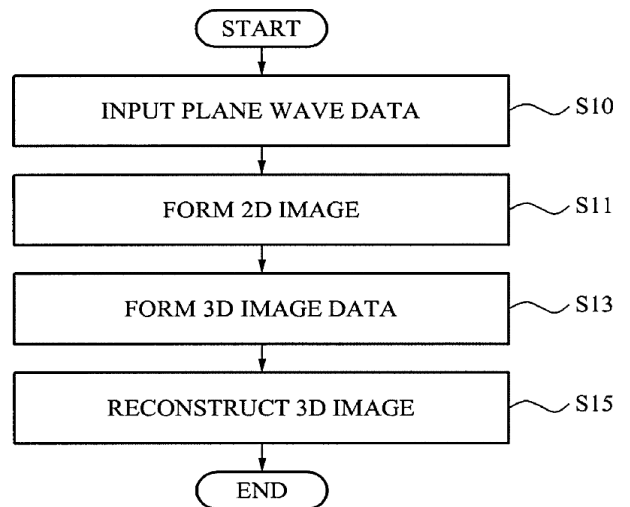 START
INPUT PLANE WAVE DATA
S10
FORM 2D IMAGE
S11
FORM 3D IMAGE DATA
S13
RECONSTRUCT 3D IMAGE
S15
END